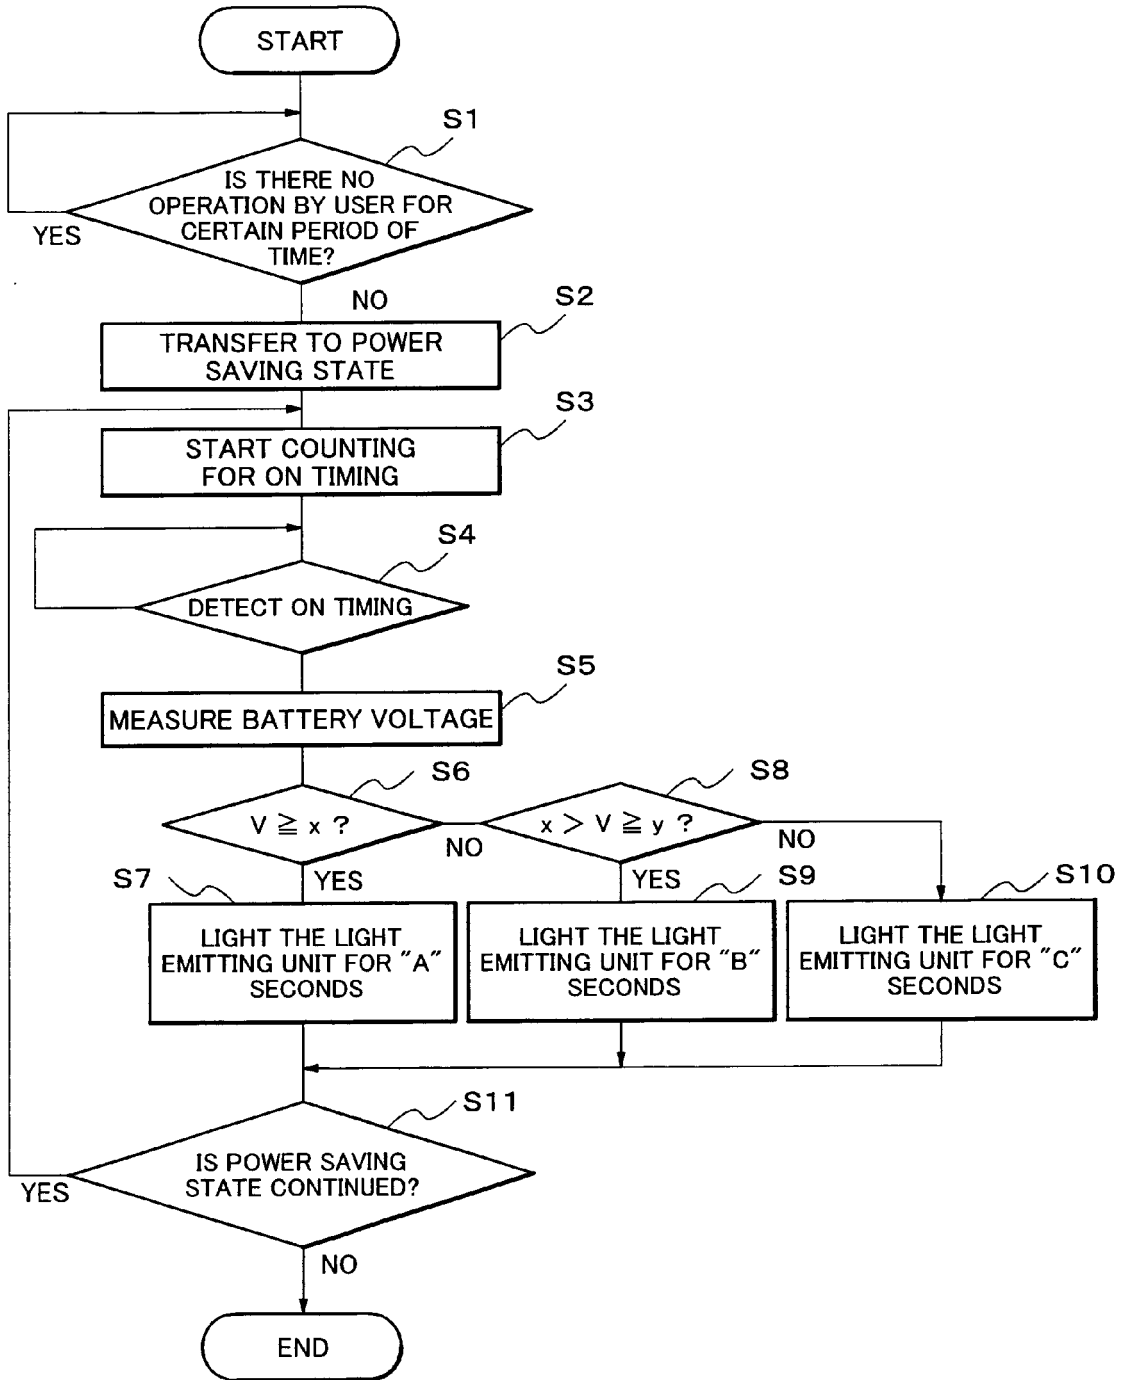 START
S1
IS THERE NO
OPERATION BY USER FOR
CERTAIN PERIOD OF
TIME?
YES
NO
S2
TRANSFER TO POWER
SAVING STATE
S3
START COUNTING
FOR ON TIMING
S4
DETECT ON TIMING
S5
MEASURE BATTERY VOLTAGE
S6
V ≧ x ?
NO
YES
S8
x > V ≧ y ?
NO
YES
S7
LIGHT THE LIGHT
EMITTING UNIT FOR "A"
SECONDS
S9
LIGHT THE LIGHT
EMITTING UNIT FOR "B"
SECONDS
S10
LIGHT THE LIGHT
EMITTING UNIT FOR "C"
SECONDS
S11
IS POWER SAVING
STATE CONTINUED?
YES
NO
END